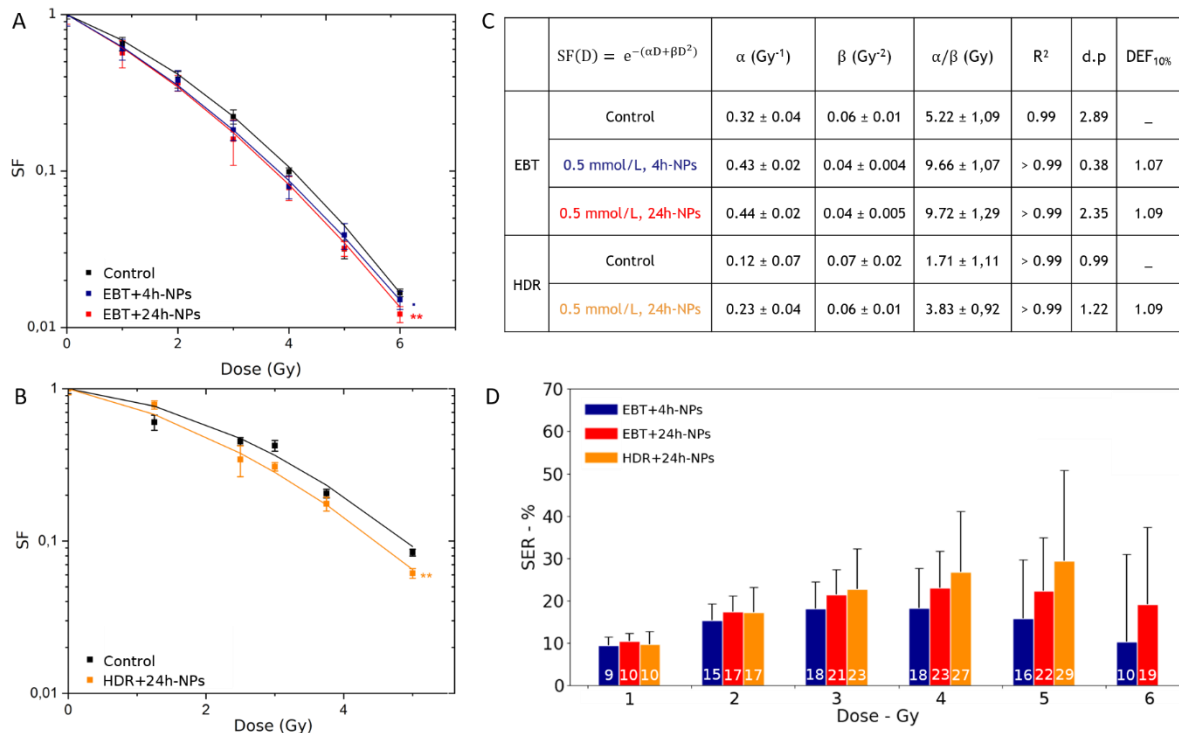 A
1
0,1
0,01
SF
0 2 4 6
Dose (Gy)
Control
EBT+4h-NPs
EBT+24h-NPs
*
**
B
1
0,1
0,01
SF
0 2 4
Dose (Gy)
Control
HDR+24h-NPs
**
C
SF(D) = e^−(αD+βD²) α (Gy⁻¹) β (Gy⁻²) α/β (Gy) R² d.p DEF₁₀%
EBT
Control 0.32 ± 0.04 0.06 ± 0.01 5.22 ± 1,09 0.99 2.89 _
0.5 mmol/L, 4h-NPs 0.43 ± 0.02 0.04 ± 0.004 9.66 ± 1,07 > 0.99 0.38 1.07
0.5 mmol/L, 24h-NPs 0.44 ± 0.02 0.04 ± 0.005 9.72 ± 1,29 > 0.99 2.35 1.09
HDR
Control 0.12 ± 0.07 0.07 ± 0.02 1.71 ± 1,11 > 0.99 0.99 _
0.5 mmol/L, 24h-NPs 0.23 ± 0.04 0.06 ± 0.01 3.83 ± 0,92 > 0.99 1.22 1.09
D
70
60
50
40
30
20
10
0
SER - %
EBT+4h-NPs
EBT+24h-NPs
HDR+24h-NPs
9 10 10 15 17 17 18 21 23 18 23 27 16 22 29 10 19
1 2 3 4 5 6
Dose - Gy